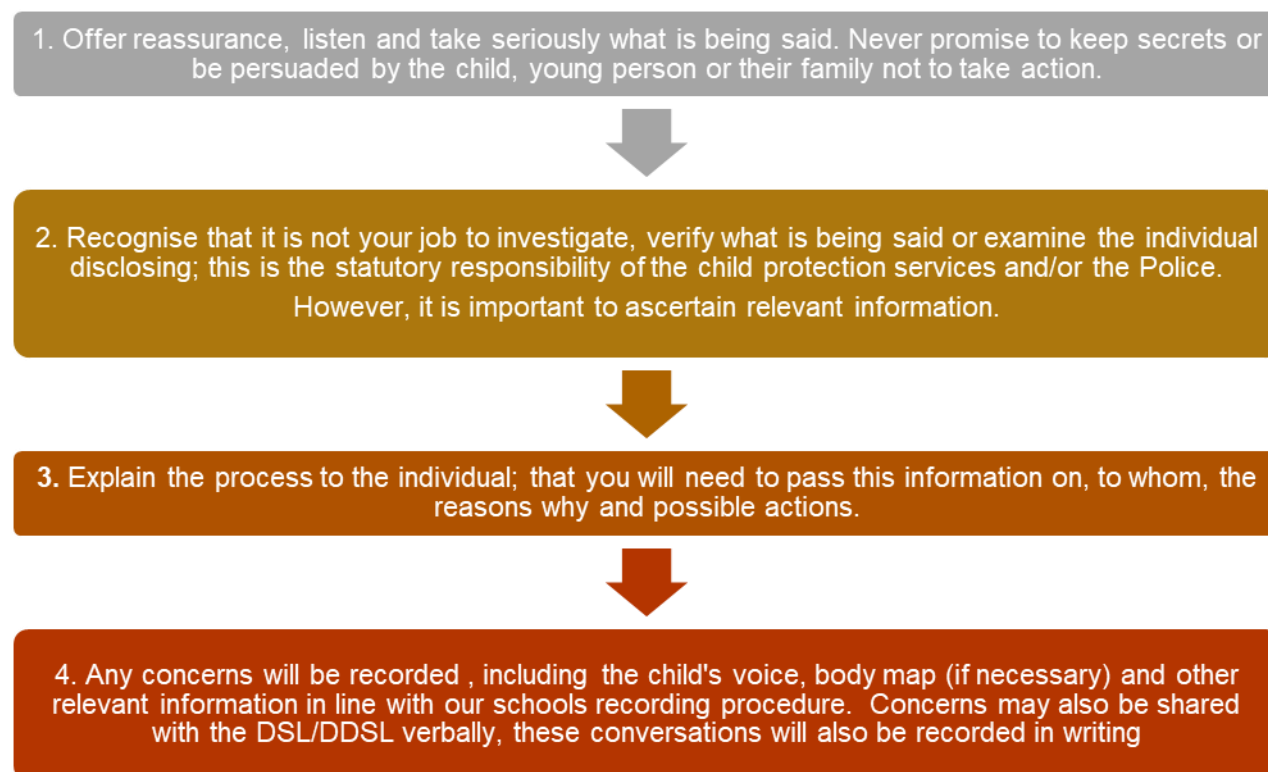 1. Offer reassurance, listen and take seriously what is being said. Never promise to keep secrets or
be persuaded by the child, young person or their family not to take action.
2. Recognise that it is not your job to investigate, verify what is being said or examine the individual
disclosing; this is the statutory responsibility of the child protection services and/or the Police.
However, it is important to ascertain relevant information.
3. Explain the process to the individual; that you will need to pass this information on, to whom, the
reasons why and possible actions.
4. Any concerns will be recorded , including the child's voice, body map (if necessary) and other
relevant information in line with our schools recording procedure. Concerns may also be shared
with the DSL/DDSL verbally, these conversations will also be recorded in writing